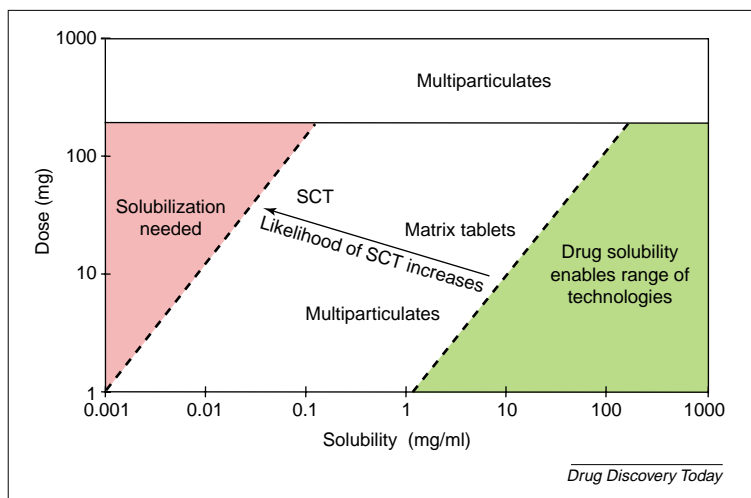 1000
Multiparticulates
100
SCT
Solubilization
needed
Likelihood of SCT increases
Matrix tablets
Drug solubility
enables range of
technologies
Dose (mg)
10
Multiparticulates
1
0.001 0.01 0.1 1 10 100 1000
Solubility (mg/ml)
Drug Discovery Today